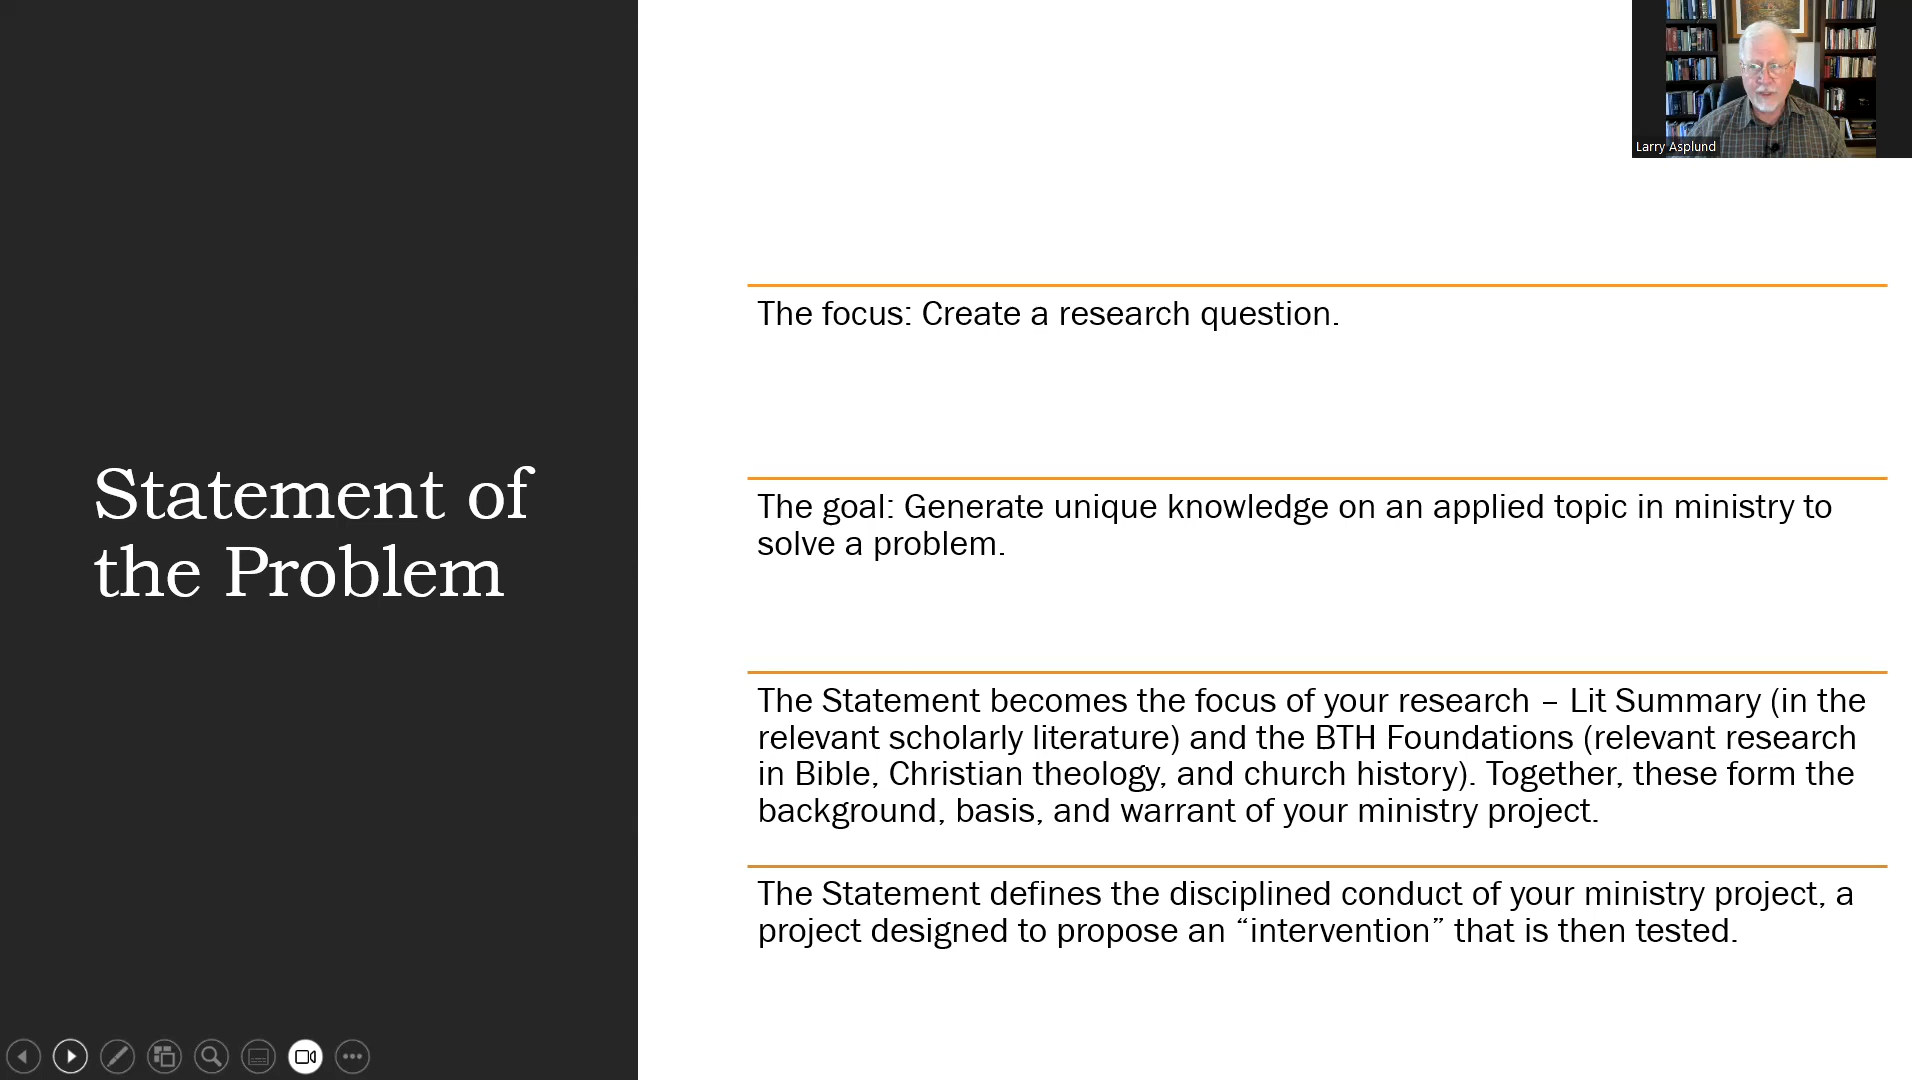 Larry Asplund
Statement of
the Problem
The focus: Create a research question.
The goal: Generate unique knowledge on an applied topic in ministry to
solve a problem.
The Statement becomes the focus of your research – Lit Summary (in the
relevant scholarly literature) and the BTH Foundations (relevant research
in Bible, Christian theology, and church history). Together, these form the
background, basis, and warrant of your ministry project.
The Statement defines the disciplined conduct of your ministry project, a
project designed to propose an “intervention” that is then tested.